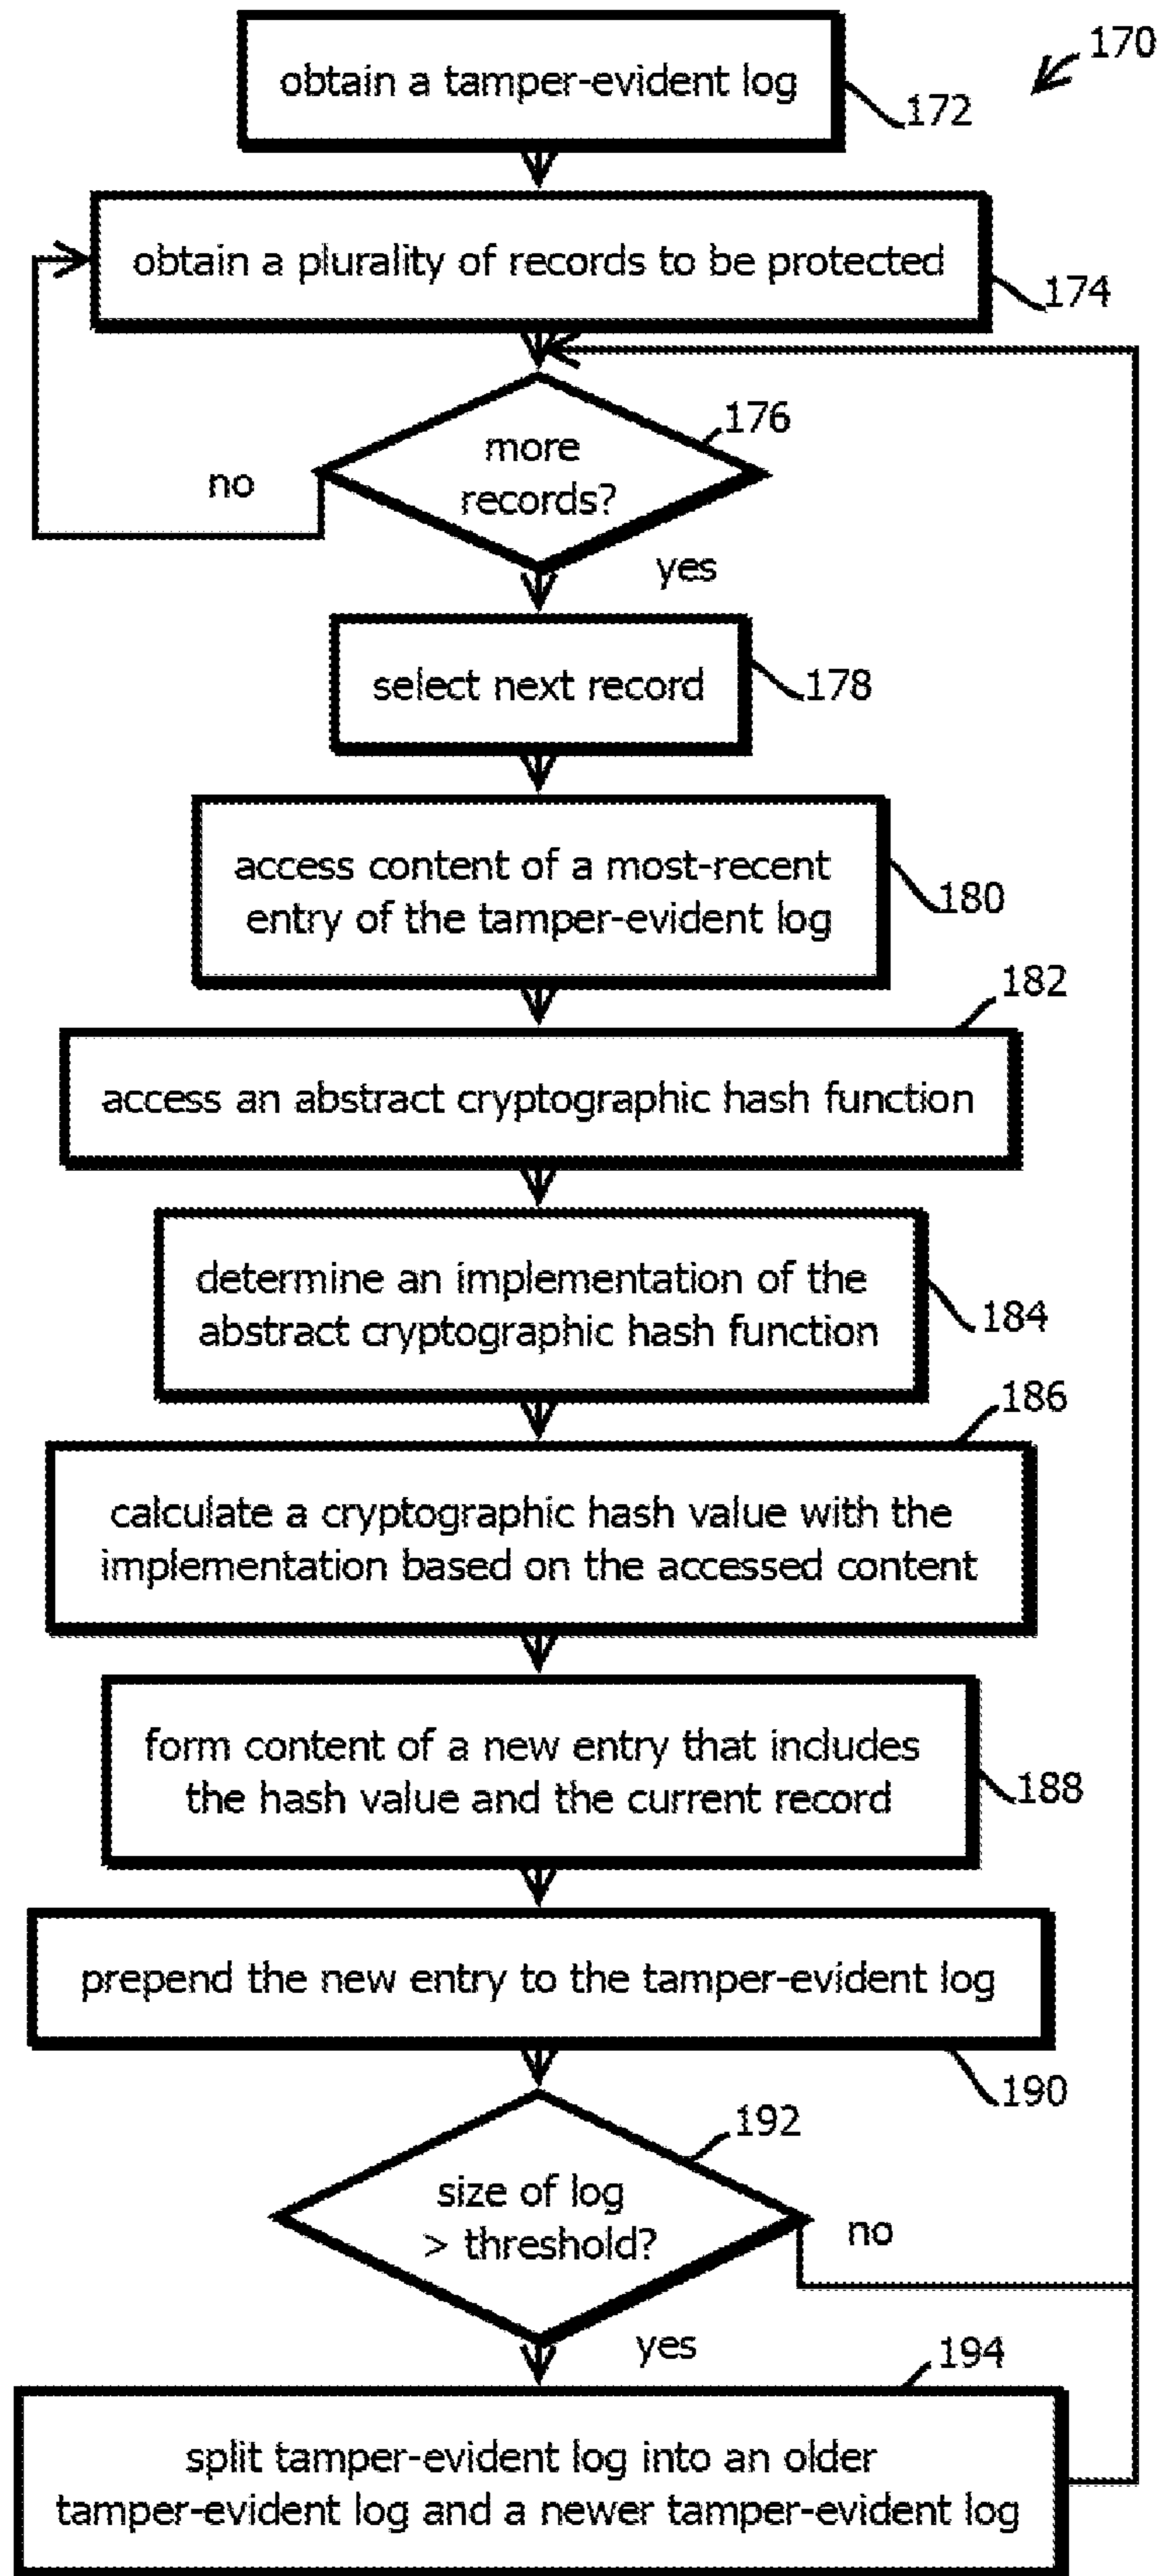 170
obtain a tamper-evident log
172
obtain a plurality of records to be protected
174
176
more
records?
no
yes
select next record
178
access content of a most-recent
entry of the tamper-evident log
180
182
access an abstract cryptographic hash function
determine an implementation of the
abstract cryptographic hash function
184
186
calculate a cryptographic hash value with the
implementation based on the accessed content
form content of a new entry that includes
the hash value and the current record
188
prepend the new entry to the tamper-evident log
190
192
size of log
> threshold?
no
yes
194
split tamper-evident log into an older
tamper-evident log and a newer tamper-evident log